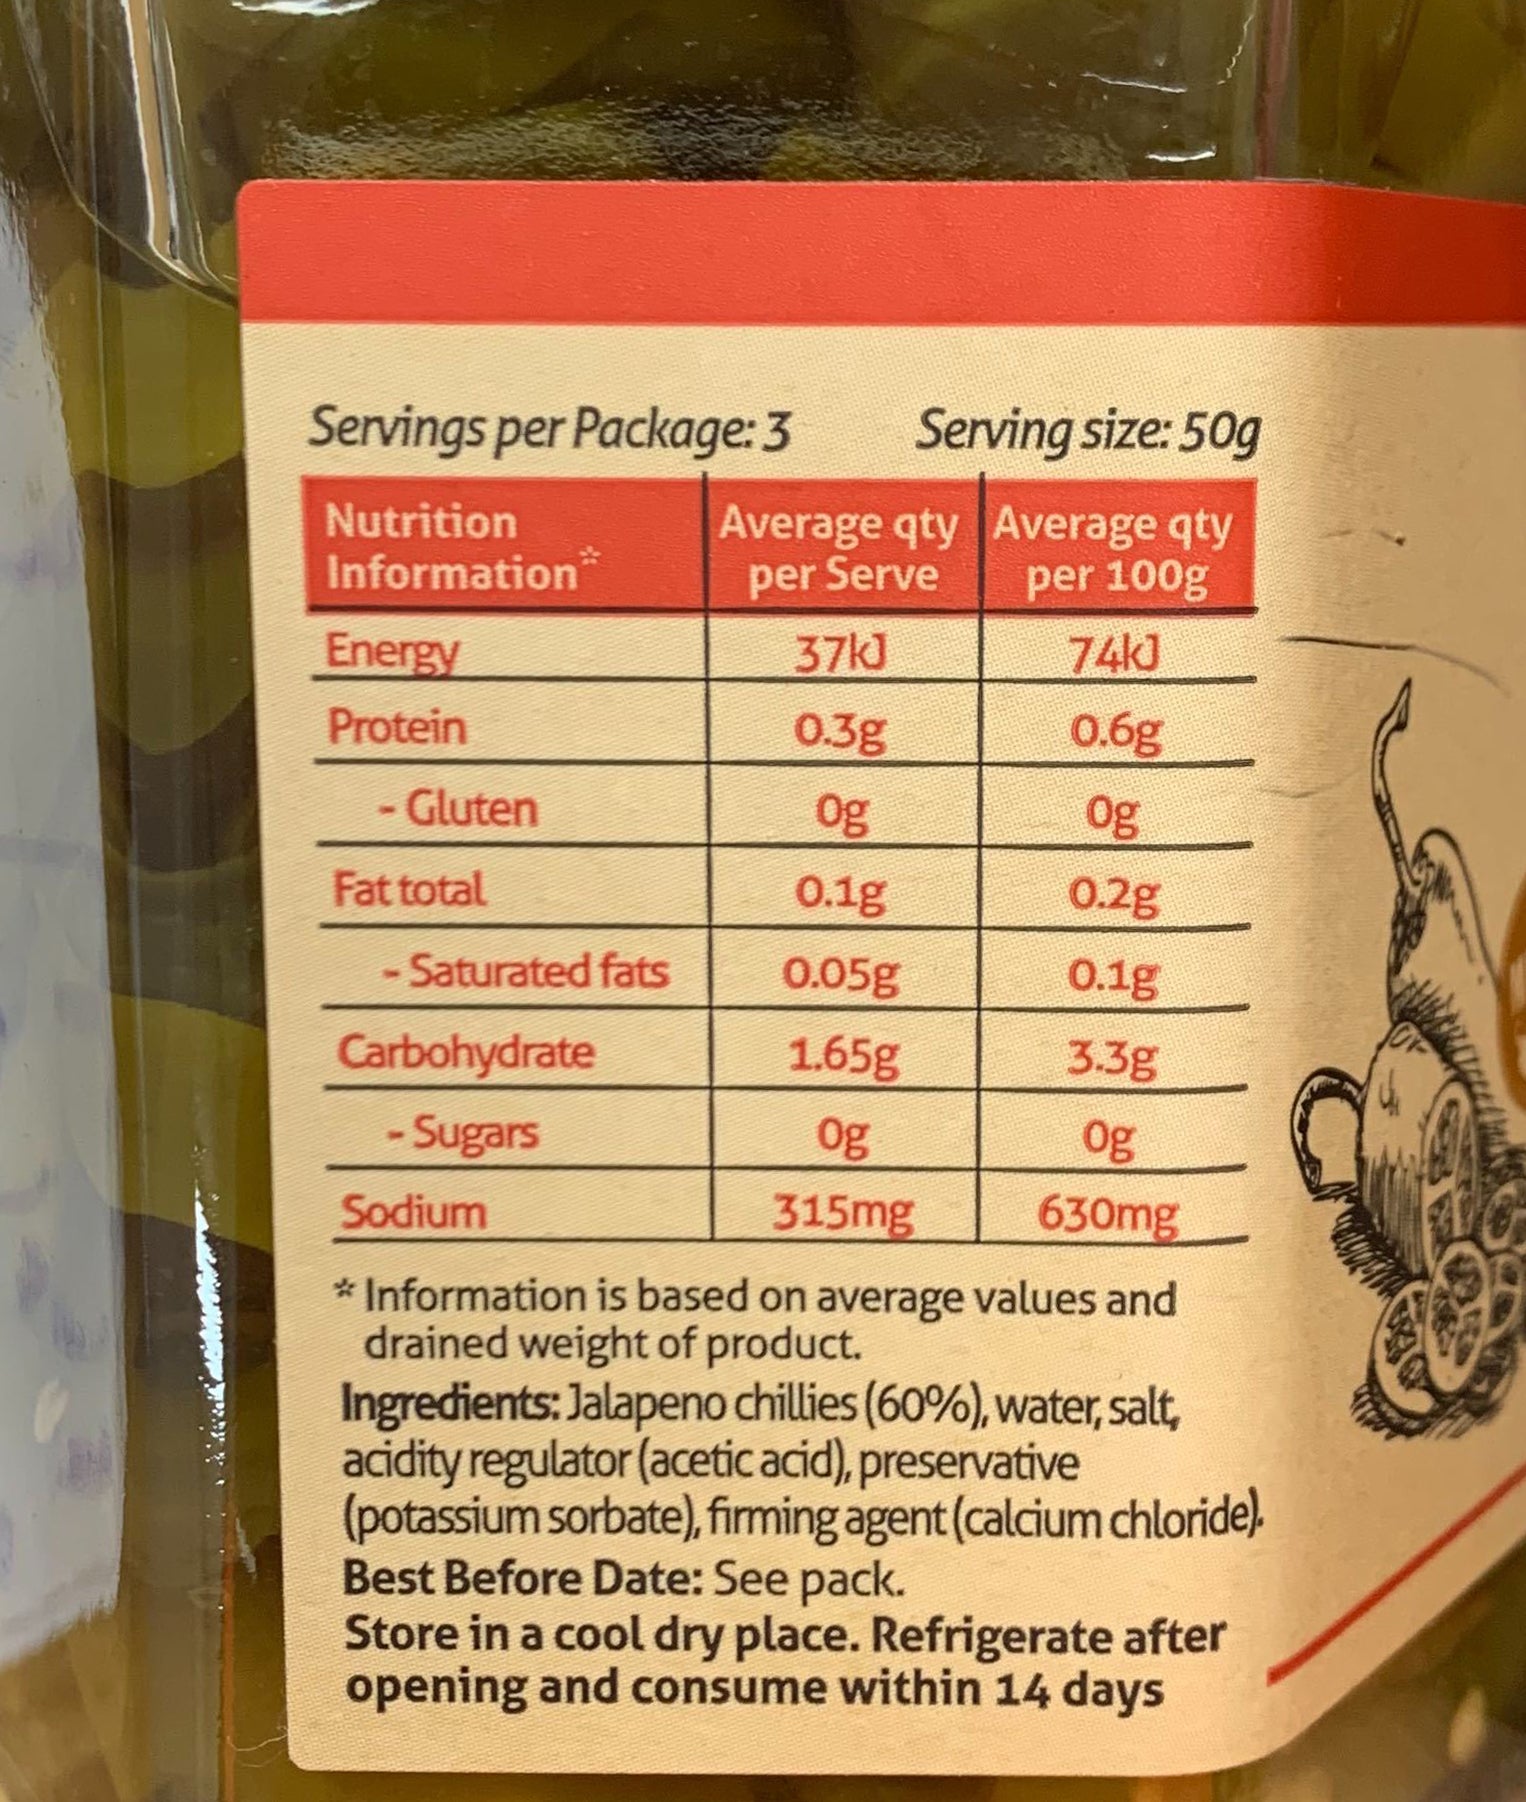 Servings per Package: 3 Serving size: 50g
Nutrition Information* Average qty per Serve Average qty per 100g
Energy 37kJ 74kJ
Protein 0.3g 0.6g
- Gluten 0g 0g
Fat total 0.1g 0.2g
- Saturated fats 0.05g 0.1g
Carbohydrate 1.65g 3.3g
- Sugars 0g 0g
Sodium 315mg 630mg
* Information is based on average values and
drained weight of product.
Ingredients: Jalapeno chillies (60%), water, salt,
acidity regulator (acetic acid), preservative
(potassium sorbate), firming agent (calcium chloride).
Best Before Date: See pack.
Store in a cool dry place. Refrigerate after
opening and consume within 14 days